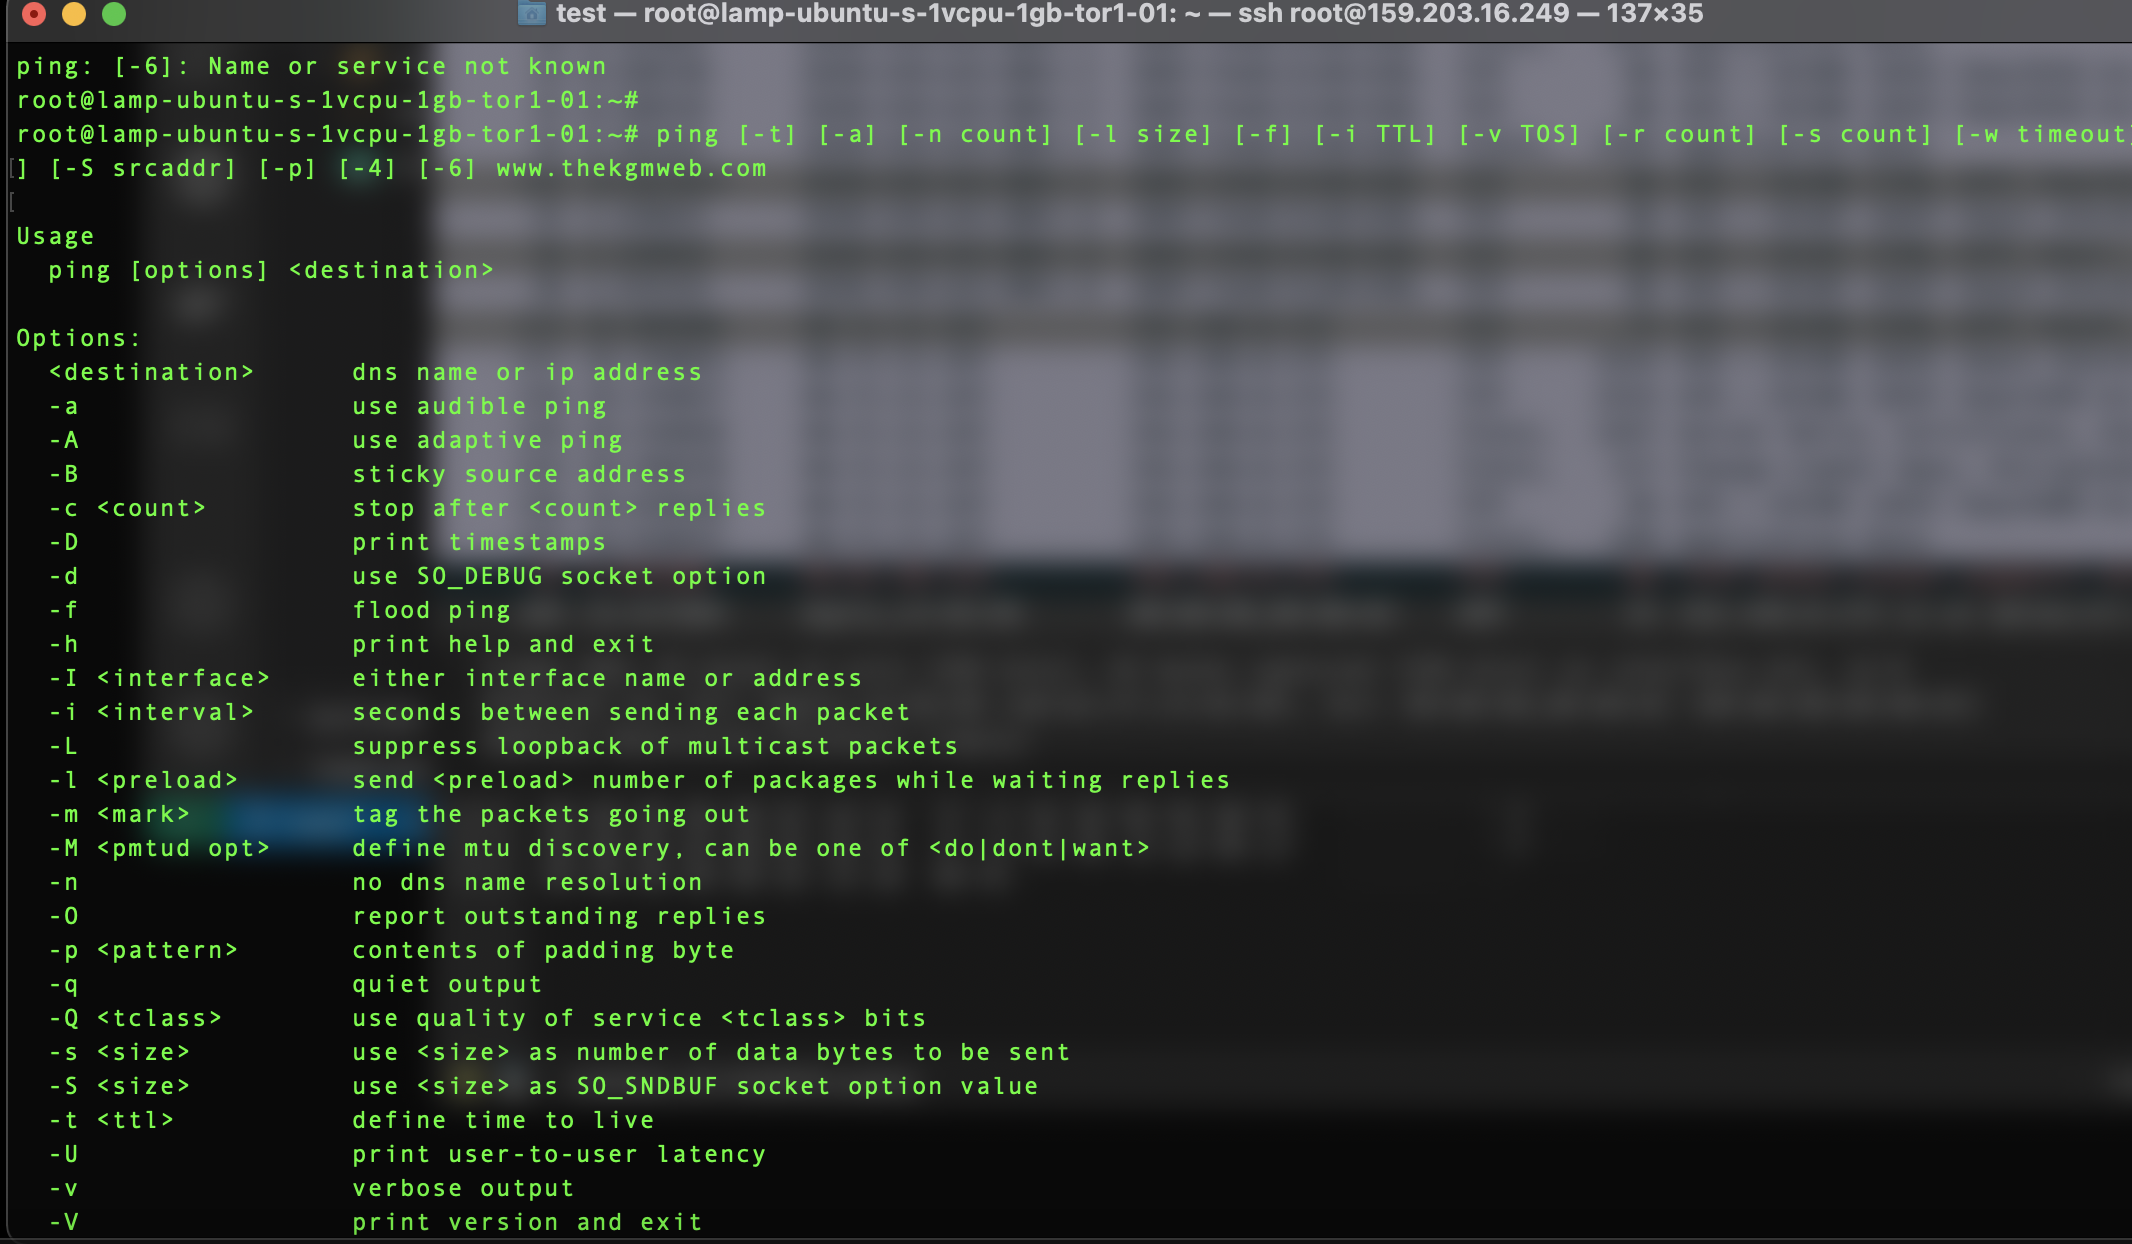 test — root@lamp-ubuntu-s-1vcpu-1gb-tor1-01: ~ — ssh root@159.203.16.249 — 137×35
ping: [-6]: Name or service not known
root@lamp-ubuntu-s-1vcpu-1gb-tor1-01:~#
root@lamp-ubuntu-s-1vcpu-1gb-tor1-01:~# ping [-t] [-a] [-n count] [-l size] [-f] [-i TTL] [-v TOS] [-r count] [-s count] [-w timeout]
[] [-S srcaddr] [-p] [-4] [-6] www.thekgmweb.com
[
Usage
  ping [options] <destination>

Options:
  <destination>      dns name or ip address
  -a                 use audible ping
  -A                 use adaptive ping
  -B                 sticky source address
  -c <count>         stop after <count> replies
  -D                 print timestamps
  -d                 use SO_DEBUG socket option
  -f                 flood ping
  -h                 print help and exit
  -I <interface>     either interface name or address
  -i <interval>      seconds between sending each packet
  -L                 suppress loopback of multicast packets
  -l <preload>       send <preload> number of packages while waiting replies
  -m <mark>          tag the packets going out
  -M <pmtud opt>     define mtu discovery, can be one of <do|dont|want>
  -n                 no dns name resolution
  -O                 report outstanding replies
  -p <pattern>       contents of padding byte
  -q                 quiet output
  -Q <tclass>        use quality of service <tclass> bits
  -s <size>          use <size> as number of data bytes to be sent
  -S <size>          use <size> as SO_SNDBUF socket option value
  -t <ttl>           define time to live
  -U                 print user-to-user latency
  -v                 verbose output
  -V                 print version and exit